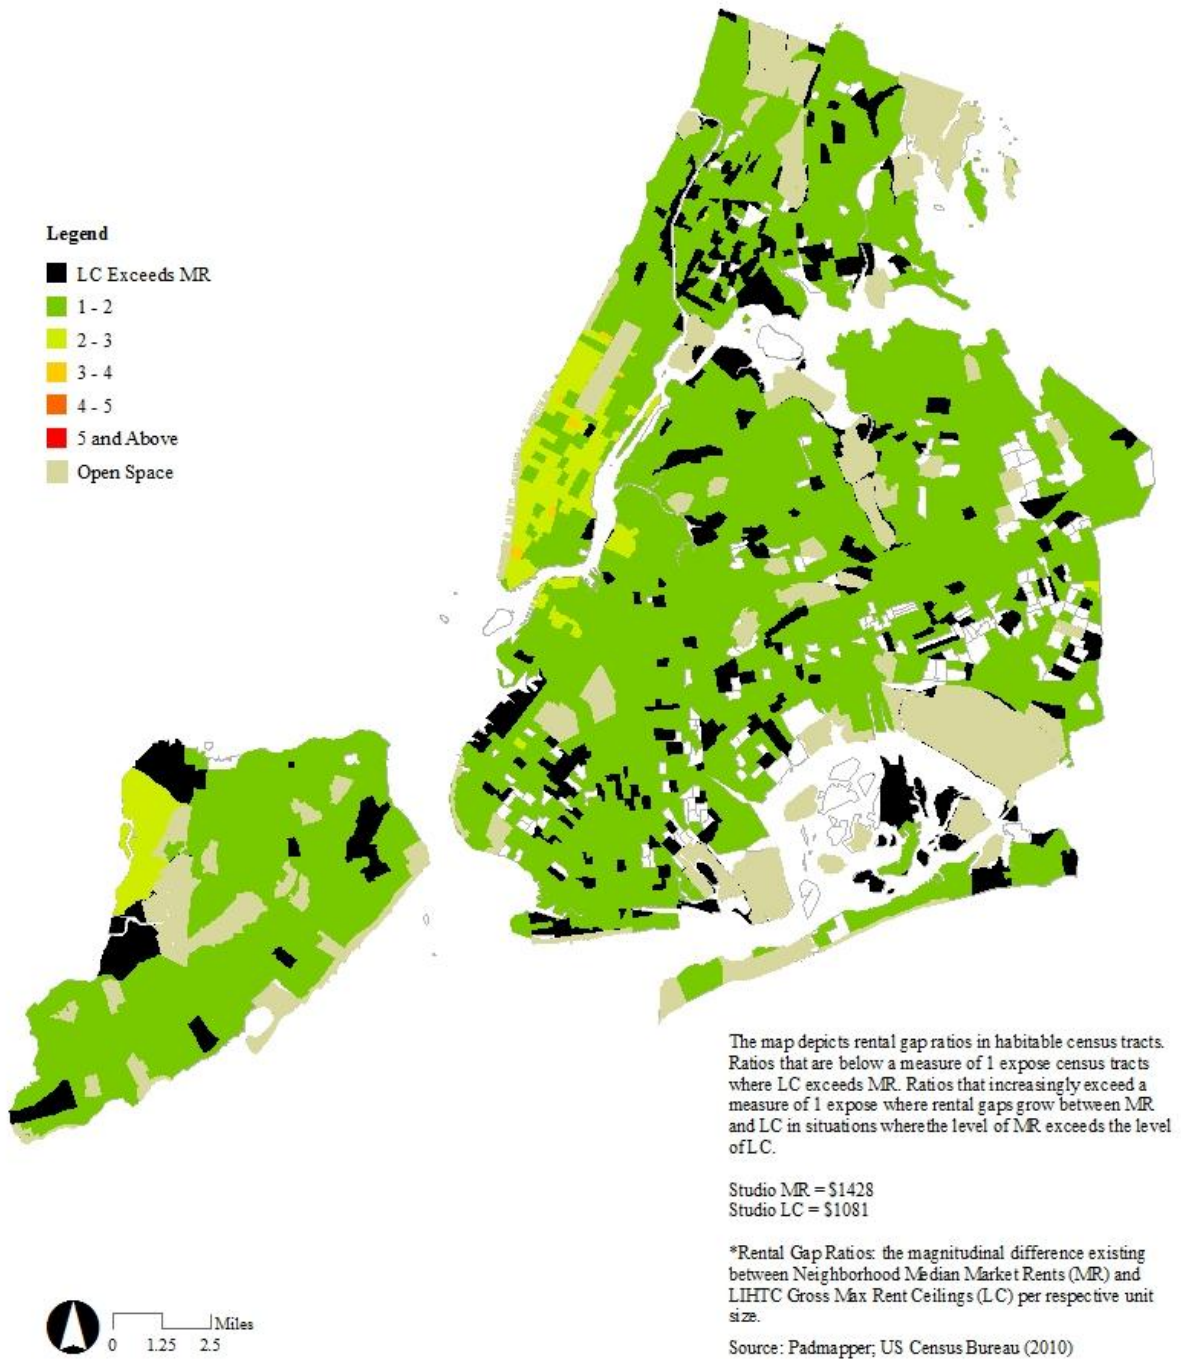 Legend
LC Exceeds MR
1 - 2
2 - 3
3 - 4
4 - 5
5 and Above
Open Space
The map depicts rental gap ratios in habitable census tracts.
Ratios that are below a measure of 1 expose census tracts
where LC exceeds MR. Ratios that increasingly exceed a
measure of 1 expose where rental gaps grow between MR
and LC in situations wherethe level of MR exceeds the level
of LC.
Studio MR = $1428
Studio LC = $1081
*Rental Gap Ratios: the magnitudinal difference existing
between Neighborhood Median Market Rents (MR) and
LIHTC Gross Max Rent Ceilings (LC) per respective unit
size.
Source: Padmapper; US Census Bureau (2010)
Miles
0 1.25 2.5